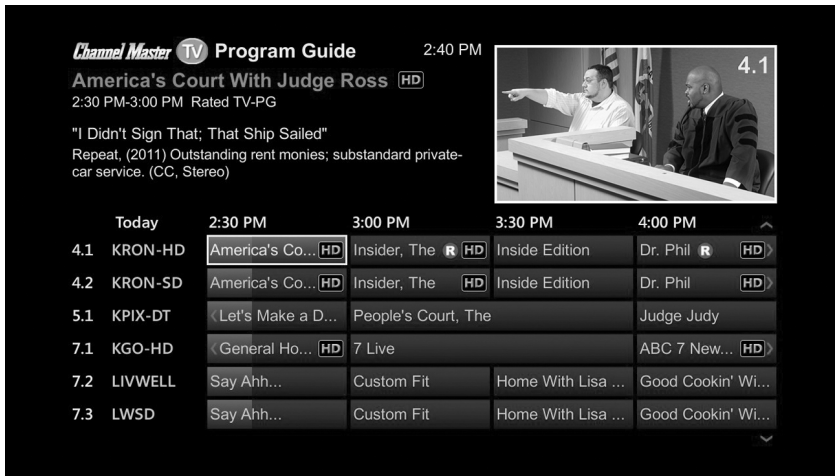 Channel Master TV Program Guide 2:40 PM
America's Court With Judge Ross HD
2:30 PM-3:00 PM Rated TV-PG
4.1
"I Didn't Sign That; That Ship Sailed"
Repeat, (2011) Outstanding rent monies; substandard private-
car service. (CC, Stereo)
Today 2:30 PM 3:00 PM 3:30 PM 4:00 PM
4.1 KRON-HD America's Co... HD Insider, The R HD Inside Edition Dr. Phil R HD
4.2 KRON-SD America's Co... HD Insider, The HD Inside Edition Dr. Phil HD
5.1 KPIX-DT Let's Make a D... People's Court, The Judge Judy
7.1 KGO-HD General Ho... HD 7 Live ABC 7 New... HD
7.2 LIVWELL Say Ahh... Custom Fit Home With Lisa ... Good Cookin' Wi...
7.3 LWSD Say Ahh... Custom Fit Home With Lisa ... Good Cookin' Wi...